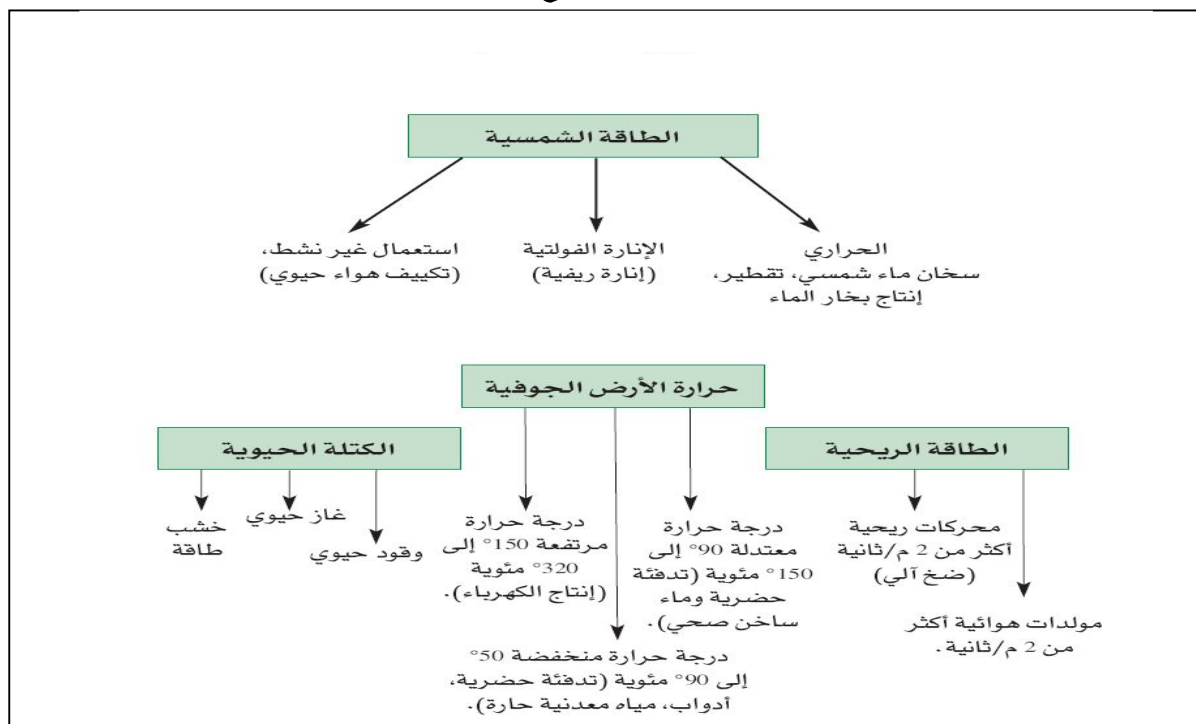 الطاقة الشمسية
الحراري
سخان ماء شمسي، تقطير،
إنتاج بخار الماء
الإنارة الفولتية
(إنارة ريفية)
استعمال غير نشط،
(تكييف هواء حيوي)
حرارة الأرض الجوفية
الطاقة الريحية
الكتلة الحيوية
محركات ريحية
أكثر من 2 م/ثانية
(ضخ آلي)
مولدات هوائية أكثر
من 2 م/ثانية.
درجة حرارة
معتدلة 90° إلى
150° مئوية (تدفئة
حضرية وماء
ساخن صحي).
درجة حرارة منخفضة 50°
إلى 90° مئوية (تدفئة حضرية،
أدواب، مياه معدنية حارة).
درجة حرارة
مرتفعة 150° إلى
320° مئوية
(إنتاج الكهرباء).
وقود حيوي
غاز حيوي
خشب
طاقة